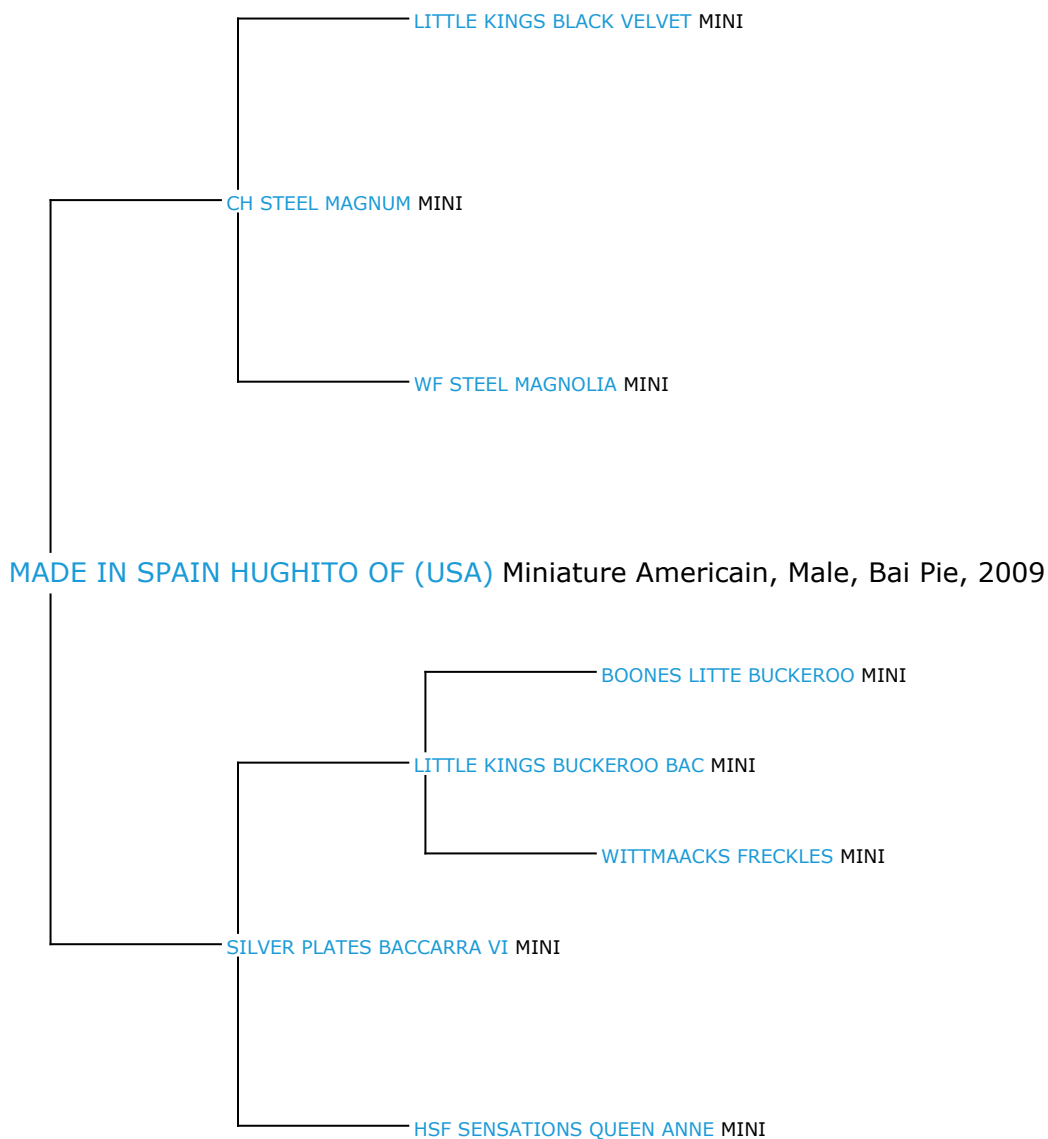 LITTLE KINGS BLACK VELVET MINI
CH STEEL MAGNUM MINI
WF STEEL MAGNOLIA MINI
MADE IN SPAIN HUGHITO OF (USA) Miniature Americain, Male, Bai Pie, 2009
BOONES LITTE BUCKEROO MINI
LITTLE KINGS BUCKEROO BAC MINI
WITTMAACKS FRECKLES MINI
SILVER PLATES BACCARRA VI MINI
HSF SENSATIONS QUEEN ANNE MINI